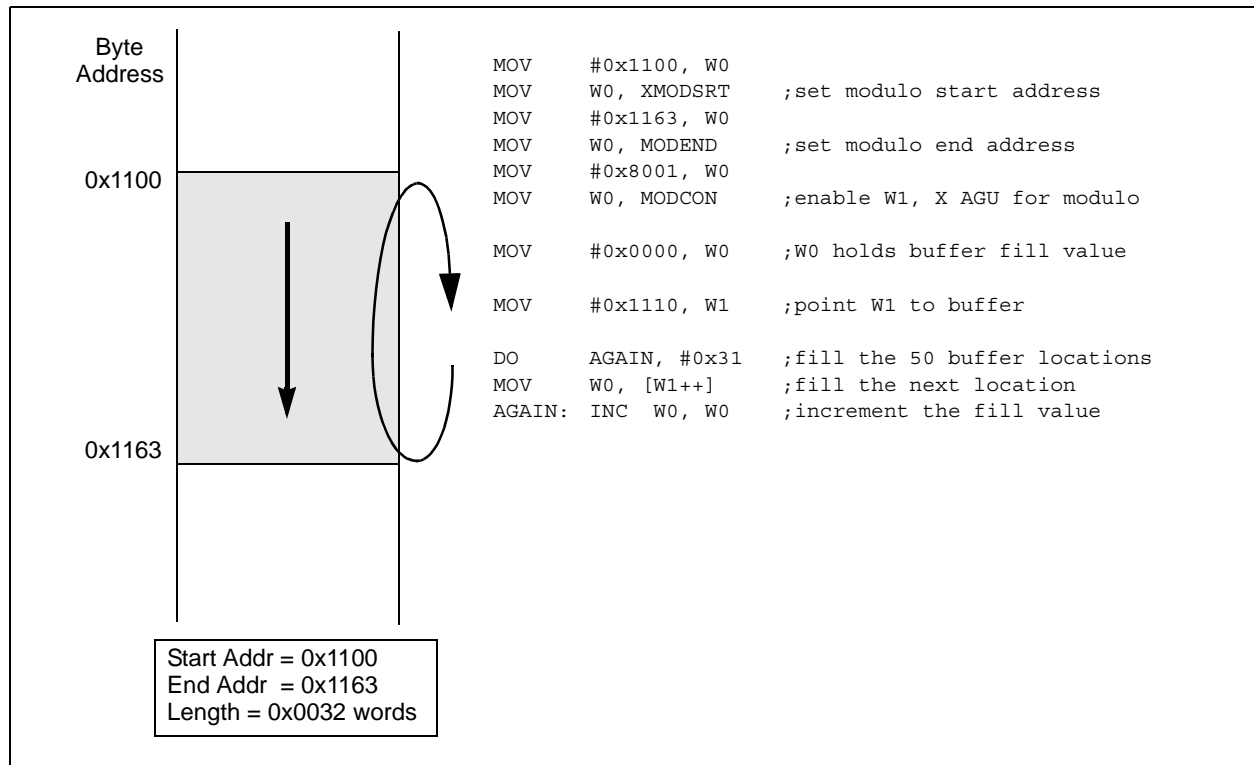 Byte
Address
0x1100
0x1163
MOV #0x1100, W0
MOV W0, XMODSRT ;set modulo start address
MOV #0x1163, W0
MOV W0, MODEND ;set modulo end address
MOV #0x8001, W0
MOV W0, MODCON ;enable W1, X AGU for modulo
MOV #0x0000, W0 ;W0 holds buffer fill value
MOV #0x1110, W1 ;point W1 to buffer
DO AGAIN, #0x31 ;fill the 50 buffer locations
MOV W0, [W1++] ;fill the next location
AGAIN: INC W0, W0 ;increment the fill value
Start Addr = 0x1100
End Addr = 0x1163
Length = 0x0032 words